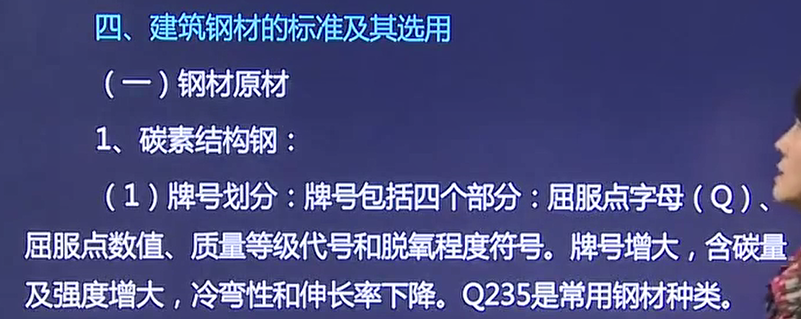 四、建筑钢材的标准及其选用
（一）钢材原材
1、碳素结构钢：
（1）牌号划分：牌号包括四个部分：屈服点字母（Q）、
屈服点数值、质量等级代号和脱氧程度符号。牌号增大，含碳量
及强度增大，冷弯性和伸长率下降。Q235是常用钢材种类。